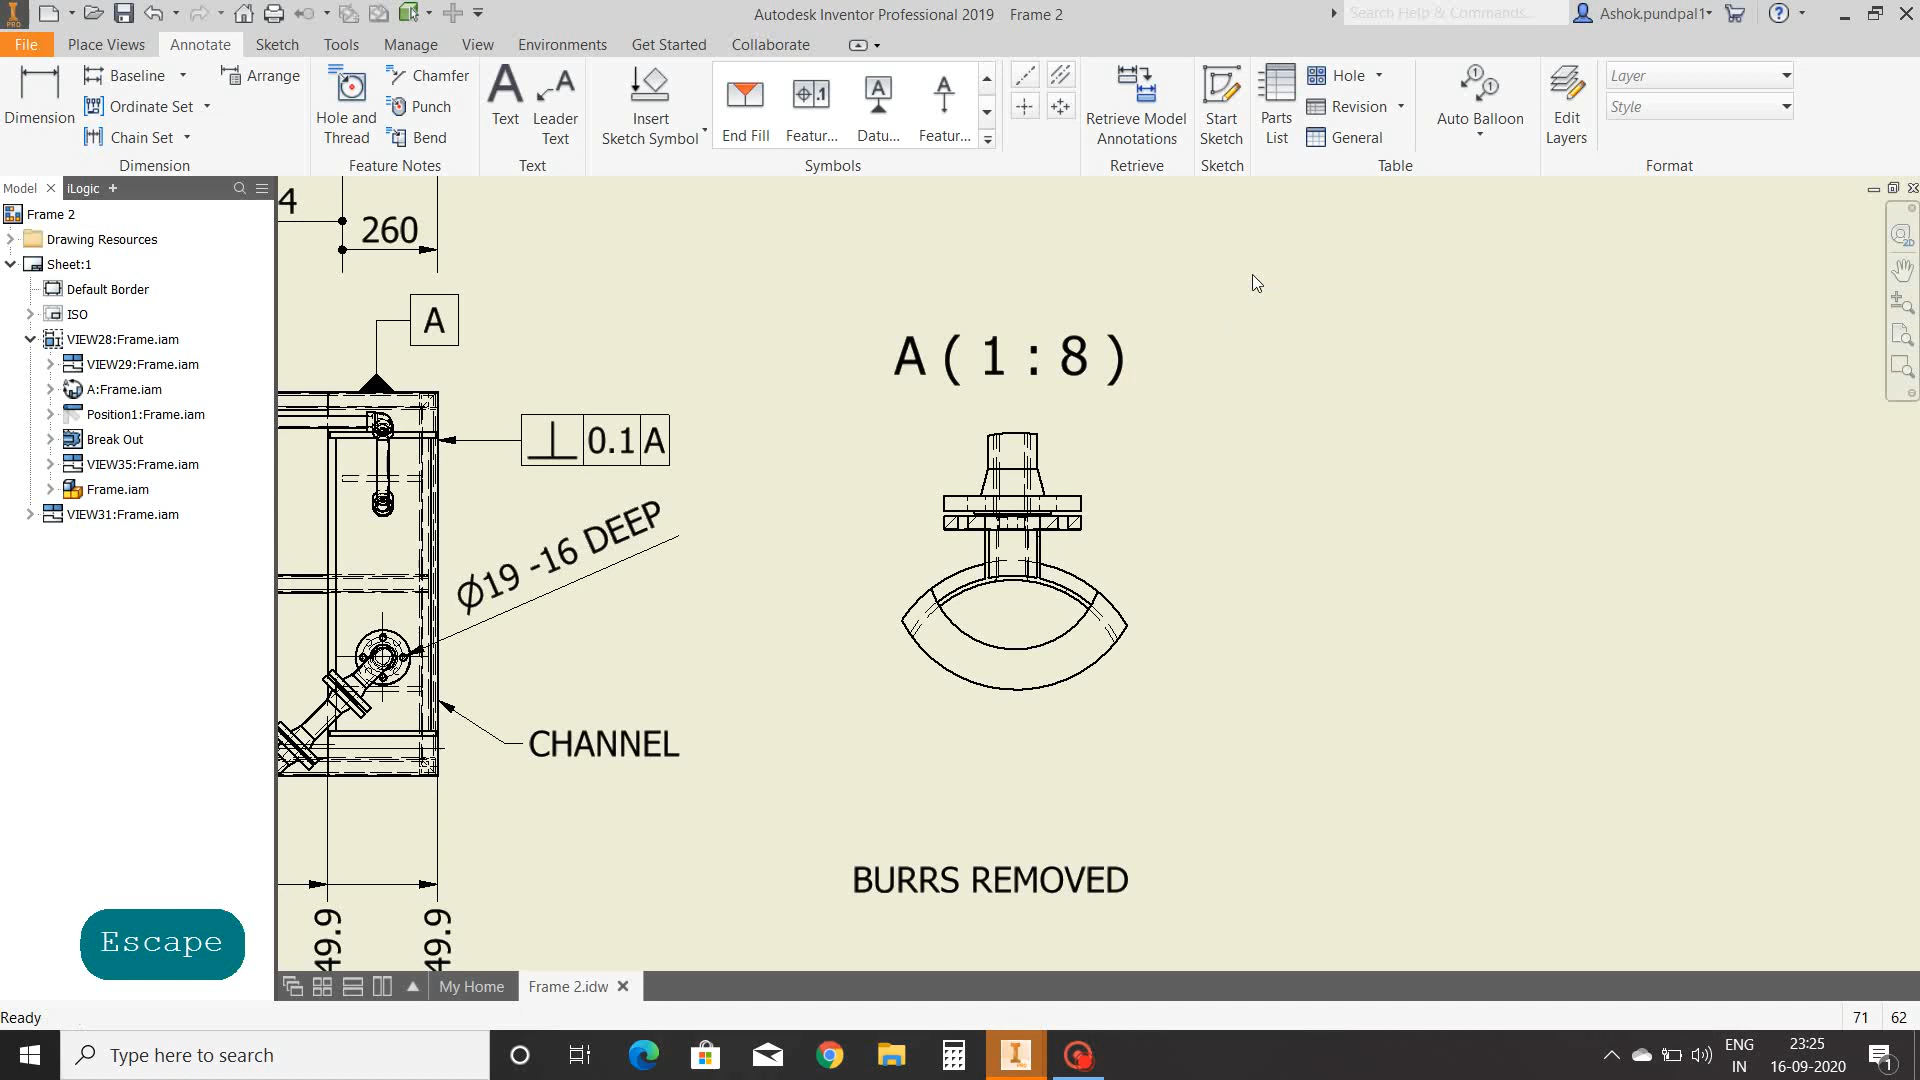 Autodesk Inventor Professional 2019 Frame 2
Search Help & Commands...
Ashok.pundpal1
PRO
File Place Views Annotate Sketch Tools Manage View Environments Get Started Collaborate
Dimension
Baseline
Ordinate Set
Chain Set
Arrange
Dimension
Hole and Thread
Chamfer
Punch
Bend
Feature Notes
Text
Leader Text
Text
Insert
Sketch Symbol
End Fill
Featur...
Datu...
Featur...
Symbols
Retrieve Model
Annotations
Retrieve
Start
Sketch
Sketch
Parts
List
Hole
Revision
General
Table
Auto Balloon
Edit
Layers
Layer
Style
Format
Model
iLogic
Frame 2
Drawing Resources
Sheet:1
Default Border
ISO
VIEW28:Frame.iam
VIEW29:Frame.iam
A:Frame.iam
Position1:Frame.iam
Break Out
VIEW35:Frame.iam
Frame.iam
VIEW31:Frame.iam
4
260
A
0.1 A
Ø19 -16 DEEP
CHANNEL
49.9
49.9
A ( 1 : 8 )
BURRS REMOVED
2D
Escape
My Home
Frame 2.idw
Ready
71 62
Type here to search
ENG
IN
23:25
16-09-2020
1